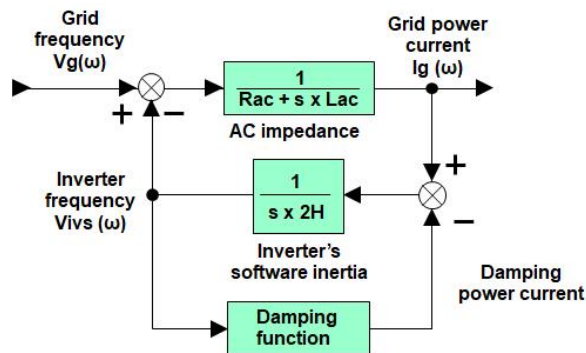 Grid
frequency
Vg(ω)
Grid power
current
Ig (ω)
1
Rac + s x Lac
+
−
AC impedance
+
Inverter
frequency
Vivs (ω)
1
s x 2H
−
Inverter's
software inertia
Damping
power current
Damping
function